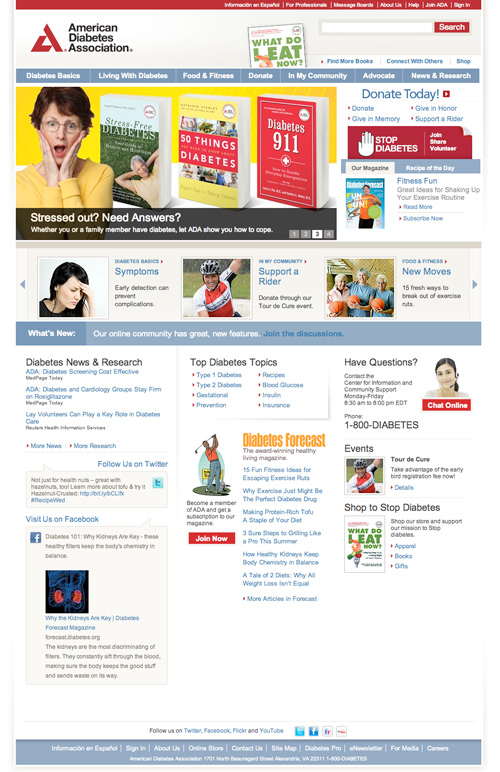 Información en Español | For Professionals | Message Boards | About Us | Help | Join ADA | Sign In
American
Diabetes
Association®
Search
WHAT DO
I EAT
NOW?
Find More Books | Connect With Others | Shop
Diabetes Basics
Living With Diabetes
Food & Fitness
Donate
In My Community
Advocate
News & Research
Stress-Free
DIABETES
50 THINGS
YOU NEED TO KNOW ABOUT
DIABETES
Diabetes
911
Stressed out? Need Answers?
Whether you or a family member have diabetes, let ADA show you how to cope.
1 2 3 4
Donate Today!
Donate
Give in Honor
Give in Memory
Support a Rider
STOP
DIABETES
Join
Share
Volunteer
Our Magazine
Recipe of the Day
Fitness Fun
Great Ideas for Shaking Up
Your Exercise Routine
Read More
Subscribe Now
DIABETES BASICS
Symptoms
Early detection can
prevent
complications.
IN MY COMMUNITY
Support a
Rider
Donate through our
Tour de Cure event.
FOOD & FITNESS
New Moves
15 fresh ways to
break out of exercise
ruts.
What's New:
Our online community has great, new features. Join the discussions.
Diabetes News & Research
ADA: Diabetes Screening Cost Effective
MedPage Today
ADA: Diabetes and Cardiology Groups Stay Firm
on Rosiglitazone
MedPage Today
Lay Volunteers Can Play a Key Role in Diabetes
Care
Reuters Health Information Services
More News | More Research
Follow Us on Twitter
Not just for health nuts – great with
hazelnuts, too! Learn more about tofu & try it
#RecipeWed
Visit Us on Facebook
Diabetes 101: Why Kidneys Are Key - these
healthy filters keep the body's chemistry in
balance.
Why the Kidneys Are Key | Diabetes
Forecast Magazine
forecast.diabetes.org
The kidneys are the most discriminating of
filters. They constantly sift through the blood,
making sure the body keeps the good stuff
and sends waste on its way.
Top Diabetes Topics
Type 1 Diabetes
Type 2 Diabetes
Gestational
Prevention
Recipes
Blood Glucose
Insulin
Insurance
Become a
member of
ADA and get a
subscription to our
magazine.
Join Now
Diabetes Forecast
The award-winning healthy
living magazine.
15 Fun Fitness Ideas for
Escaping Exercise Ruts
Why Exercise Just Might Be
The Perfect Diabetes Drug
Making Protein-Rich Tofu
A Staple of Your Diet
3 Sure Steps to Grilling Like
a Pro This Summer
How Healthy Kidneys Keep
Body Chemistry in Balance
A Tale of 2 Diets: Why All
Weight Loss Isn't Equal
More Articles in Forecast
Have Questions?
Contact the
Center for Information and
Community Support
Monday-Friday
8:30 am to 8:00 pm EDT
Chat Online
Phone:
1-800-DIABETES
Events
Tour de Cure
Take advantage of the early
bird registration fee now!
Details
Shop to Stop Diabetes
WHAT
DO I EAT
NOW?
Shop our store and support
our mission to Stop
diabetes.
Apparel
Books
Gifts
Follow us on Twitter, Facebook, Flickr and YouTube
Información en Español | Sign In | About Us | Online Store | Contact Us | Site Map | Diabetes Pro | eNewsletter | For Media | Careers
American Diabetes Association 1701 North Beauregard Street Alexandria, VA 22311 1-800-DIABETES